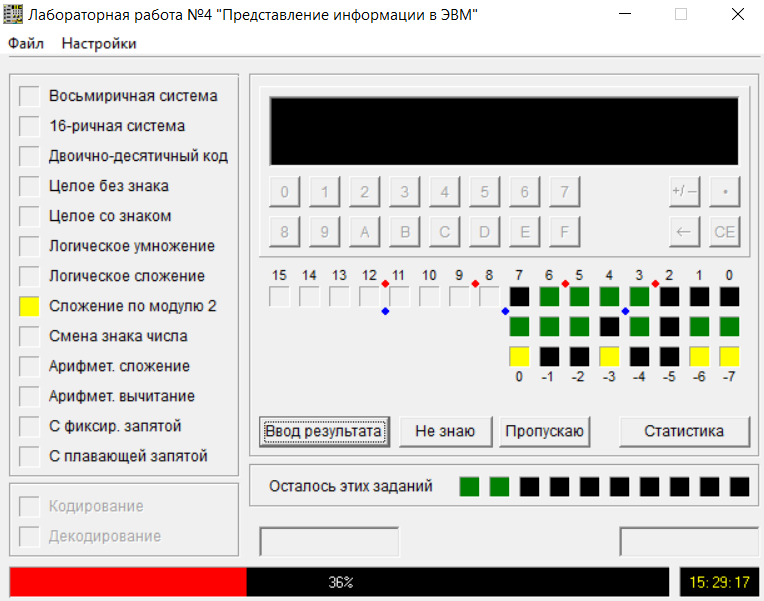 Лабораторная работа №4 "Представление информации в ЭВМ"
Файл Настройки
Восьмиричная система
16-ричная система
Двоично-десятичный код
Целое без знака
Целое со знаком
Логическое умножение
Логическое сложение
Сложение по модулю 2
Смена знака числа
Арифмет. сложение
Арифмет. вычитание
С фиксир. запятой
С плавающей запятой
Кодирование
Декодирование
0 1 2 3 4 5 6 7 +/− •
8 9 A B C D E F ← CE
15 14 13 12 11 10 9 8 7 6 5 4 3 2 1 0
0 -1 -2 -3 -4 -5 -6 -7
Ввод результата Не знаю Пропускаю Статистика
Осталось этих заданий
36% 15:29:17